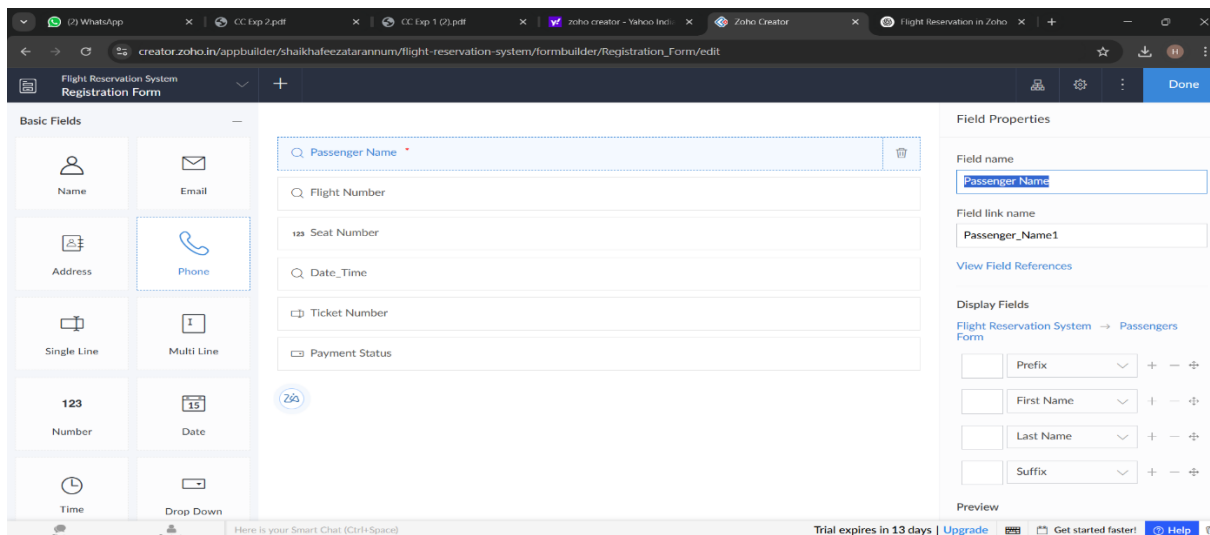 (2) WhatsApp
CC Exp 2.pdf
CC Exp 1 (2).pdf
zoho creator - Yahoo Indi
Zoho Creator
Flight Reservation in Zoho
creator.zoho.in/appbuilder/shaikhafeezatarannum/flight-reservation-system/formbuilder/Registration_Form/edit
H
Flight Reservation System
Registration Form
Done
Basic Fields
Name
Email
Address
Phone
Single Line
Multi Line
123
15
Number
Date
Time
Drop Down
Passenger Name *
Flight Number
123 Seat Number
Date_Time
Ticket Number
Payment Status
Zia
Field Properties
Field name
Passenger Name
Field link name
Passenger_Name1
View Field References
Display Fields
Flight Reservation System → Passengers
Form
Prefix
First Name
Last Name
Suffix
Preview
Here is your Smart Chat (Ctrl+Space)
Trial expires in 13 days | Upgrade
Get started faster!
Help